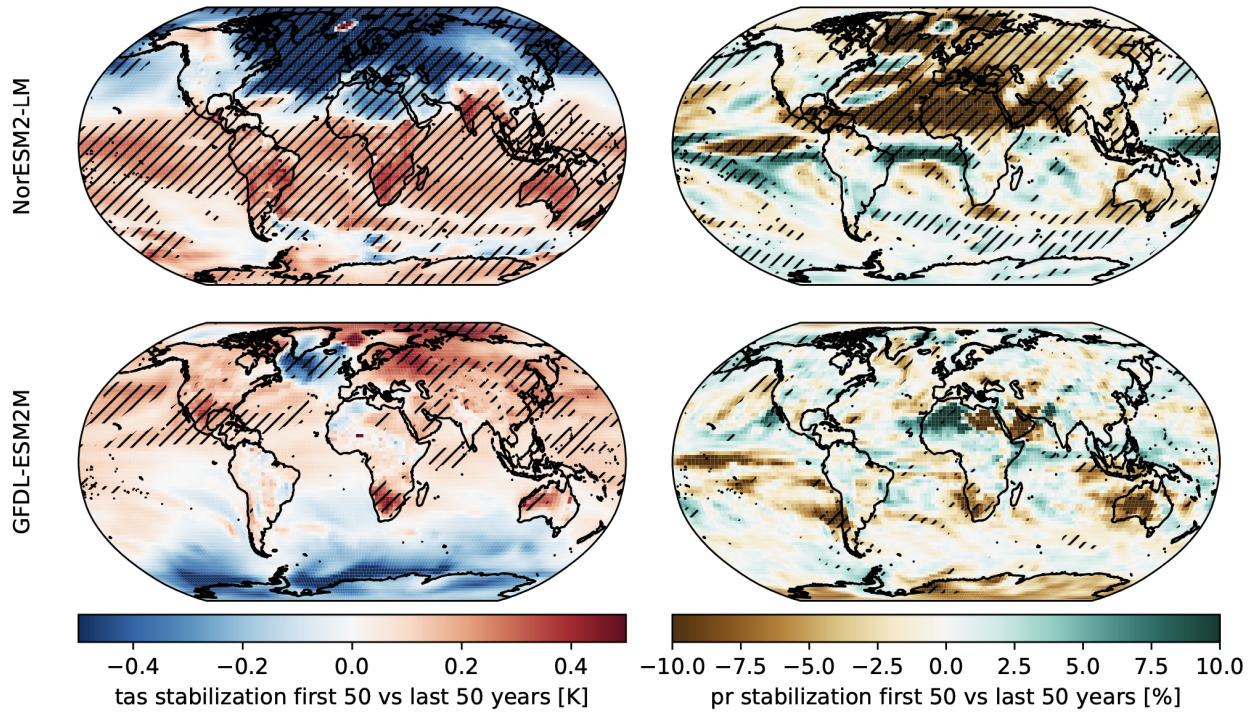 NorESM2-LM
GFDL-ESM2M
−0.4 −0.2 0.0 0.2 0.4
tas stabilization first 50 vs last 50 years [K]
−10.0 −7.5 −5.0 −2.5 0.0 2.5 5.0 7.5 10.0
pr stabilization first 50 vs last 50 years [%]